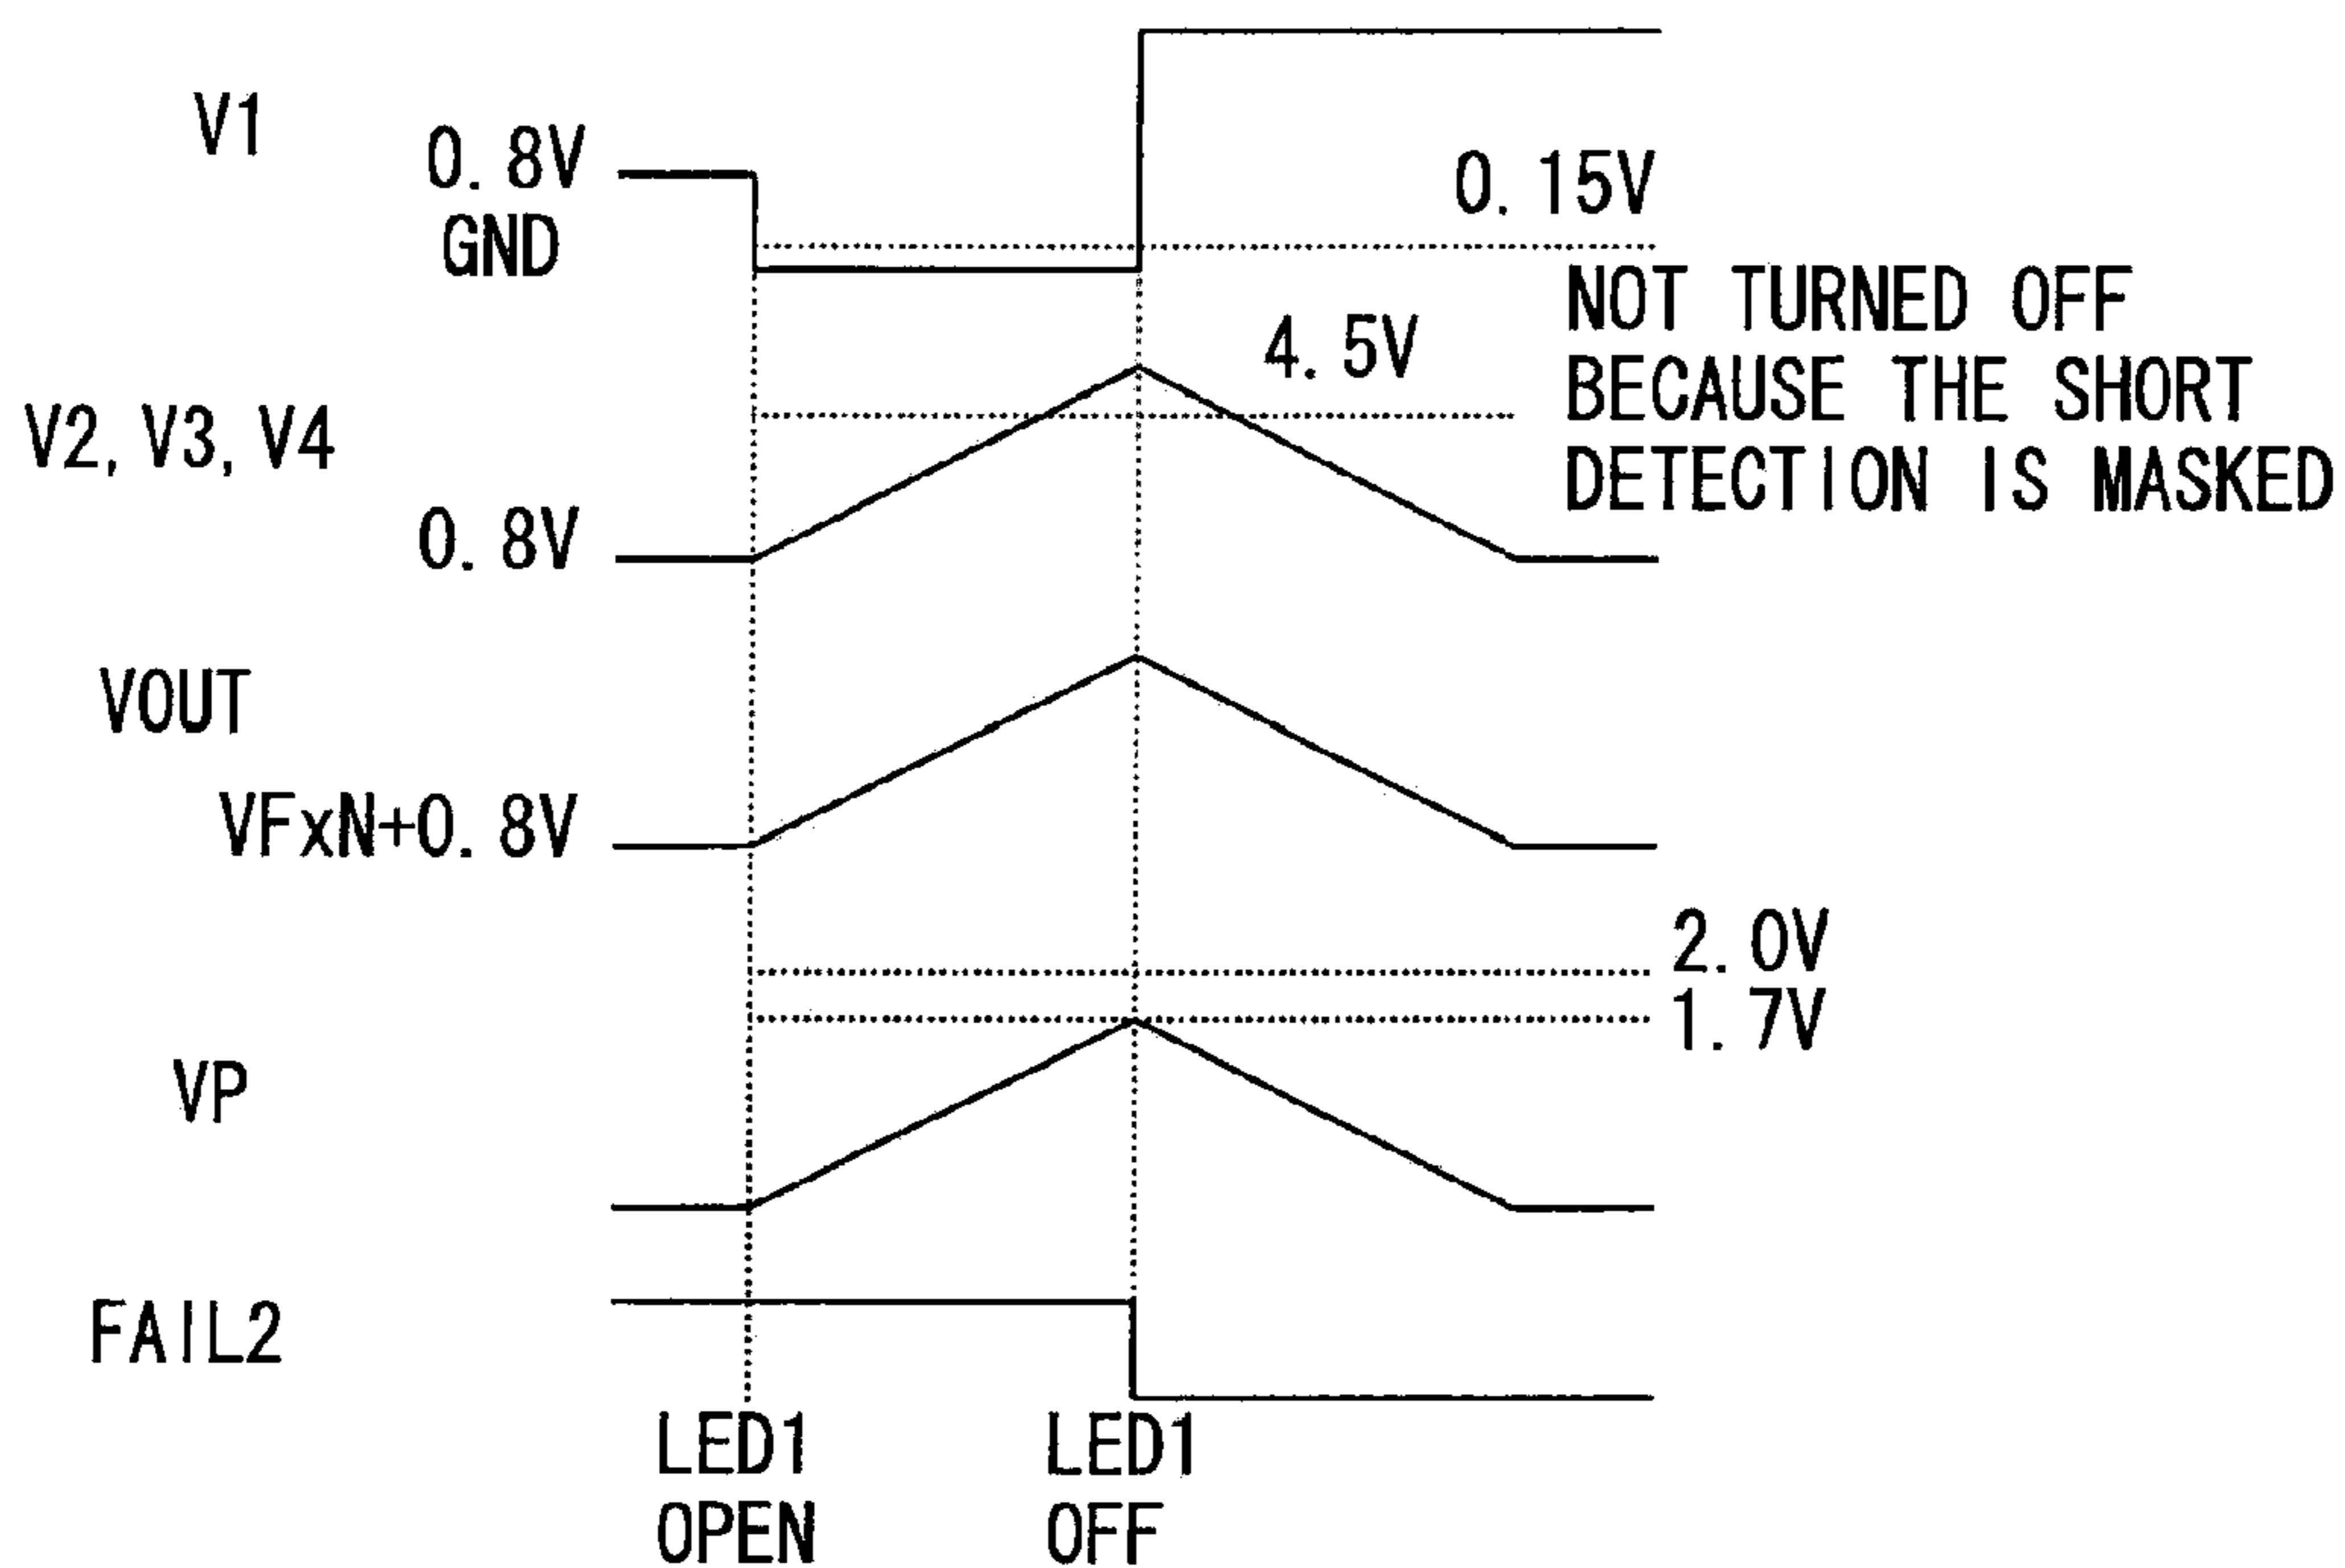 V1
0. 8V
GND
0. 15V
4. 5V
NOT TURNED OFF
BECAUSE THE SHORT
DETECTION IS MASKED
V2, V3, V4
0. 8V
VOUT
VFxN+0. 8V
2. 0V
1. 7V
VP
FAIL2
LED1
OPEN
LED1
OFF